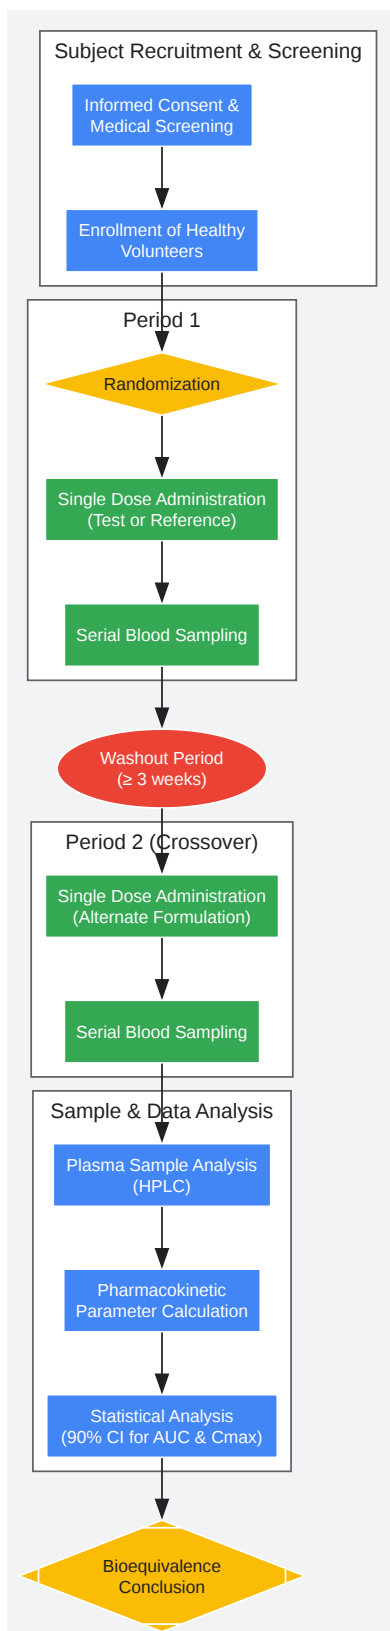 Subject Recruitment & Screening
Informed Consent &
Medical Screening
Enrollment of Healthy
Volunteers
Period 1
Randomization
Single Dose Administration
(Test or Reference)
Serial Blood Sampling
Washout Period
(≥ 3 weeks)
Period 2 (Crossover)
Single Dose Administration
(Alternate Formulation)
Serial Blood Sampling
Sample & Data Analysis
Plasma Sample Analysis
(HPLC)
Pharmacokinetic
Parameter Calculation
Statistical Analysis
(90% CI for AUC & Cmax)
Bioequivalence
Conclusion